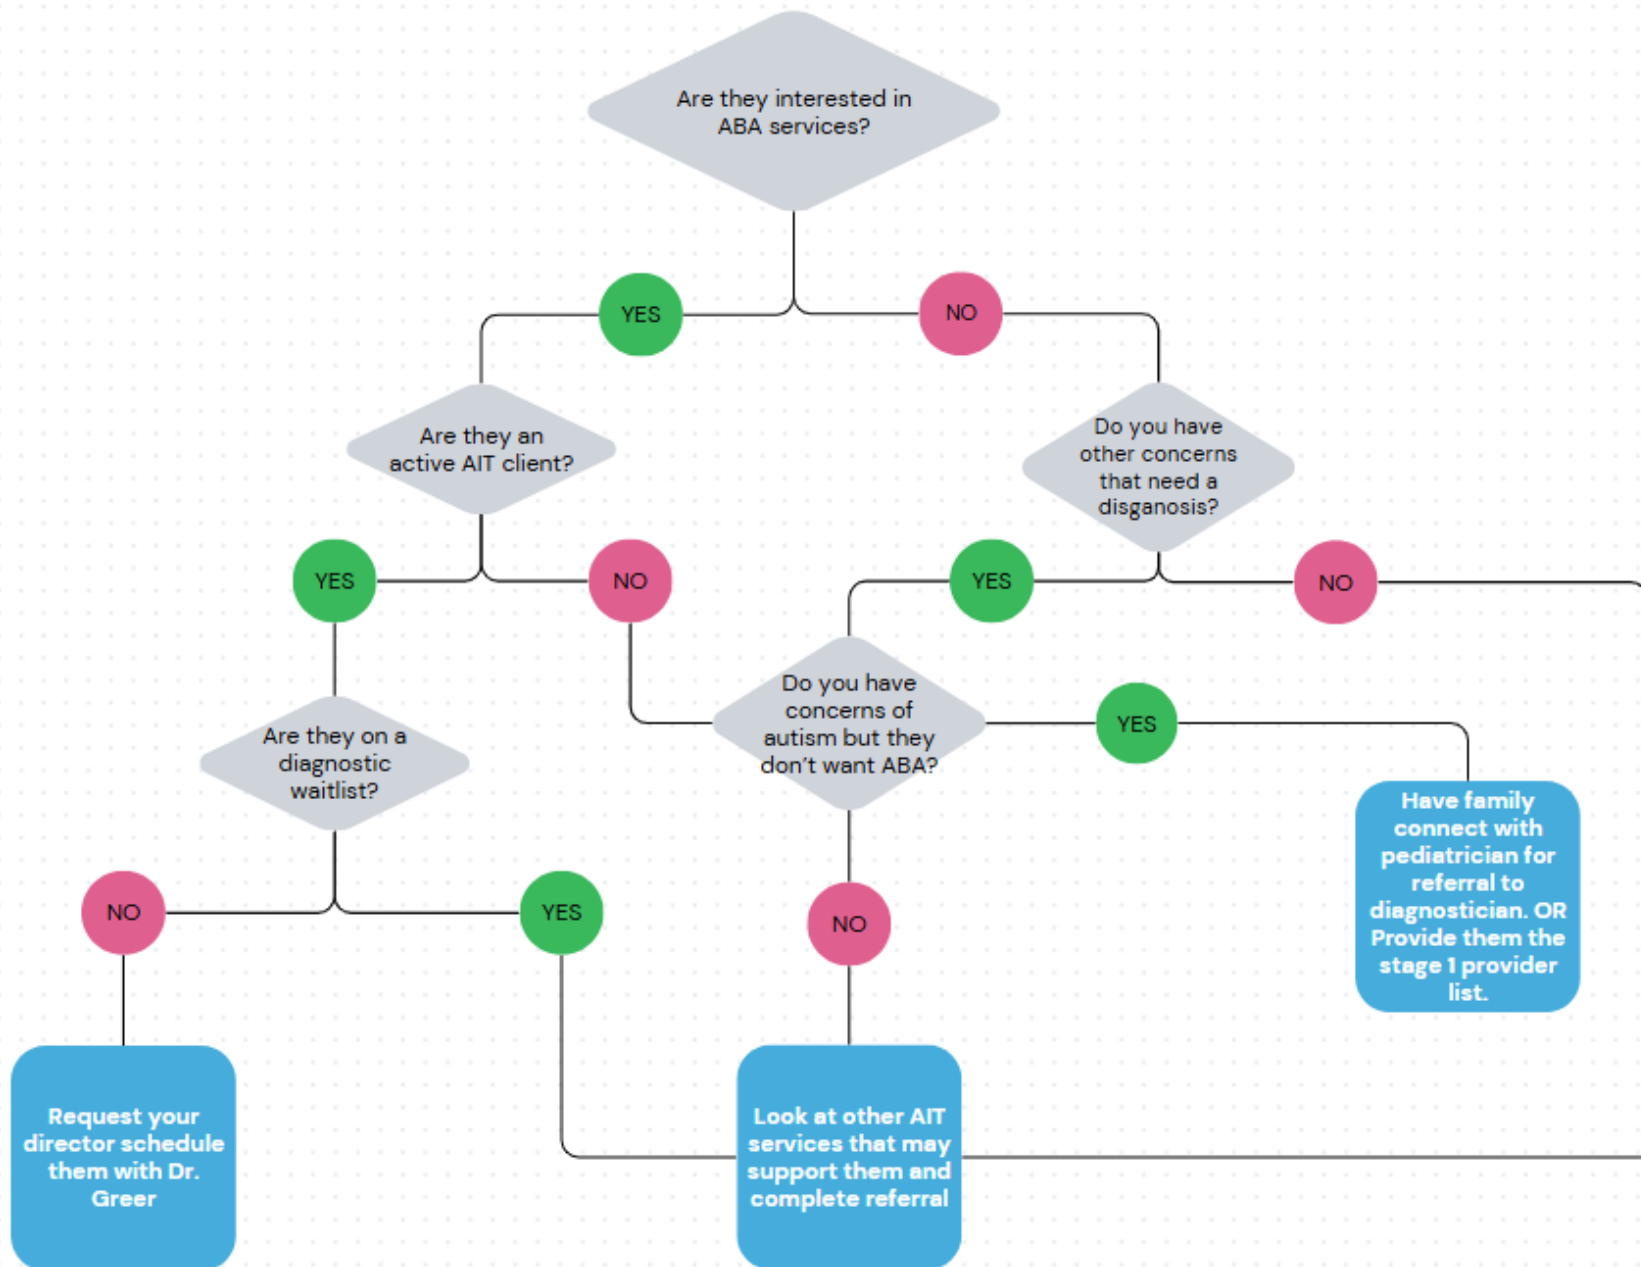 Are they interested in
ABA services?
YES
NO
Are they an
active AIT client?
Do you have
other concerns
that need a
disganosis?
YES
NO
YES
NO
Do you have
concerns of
autism but they
don't want ABA?
YES
Are they on a
diagnostic
waitlist?
Have family
connect with
pediatrician for
referral to
diagnostician. OR
Provide them the
stage 1 provider
list.
NO
YES
NO
Request your
director schedule
them with Dr.
Greer
Look at other AIT
services that may
support them and
complete referral